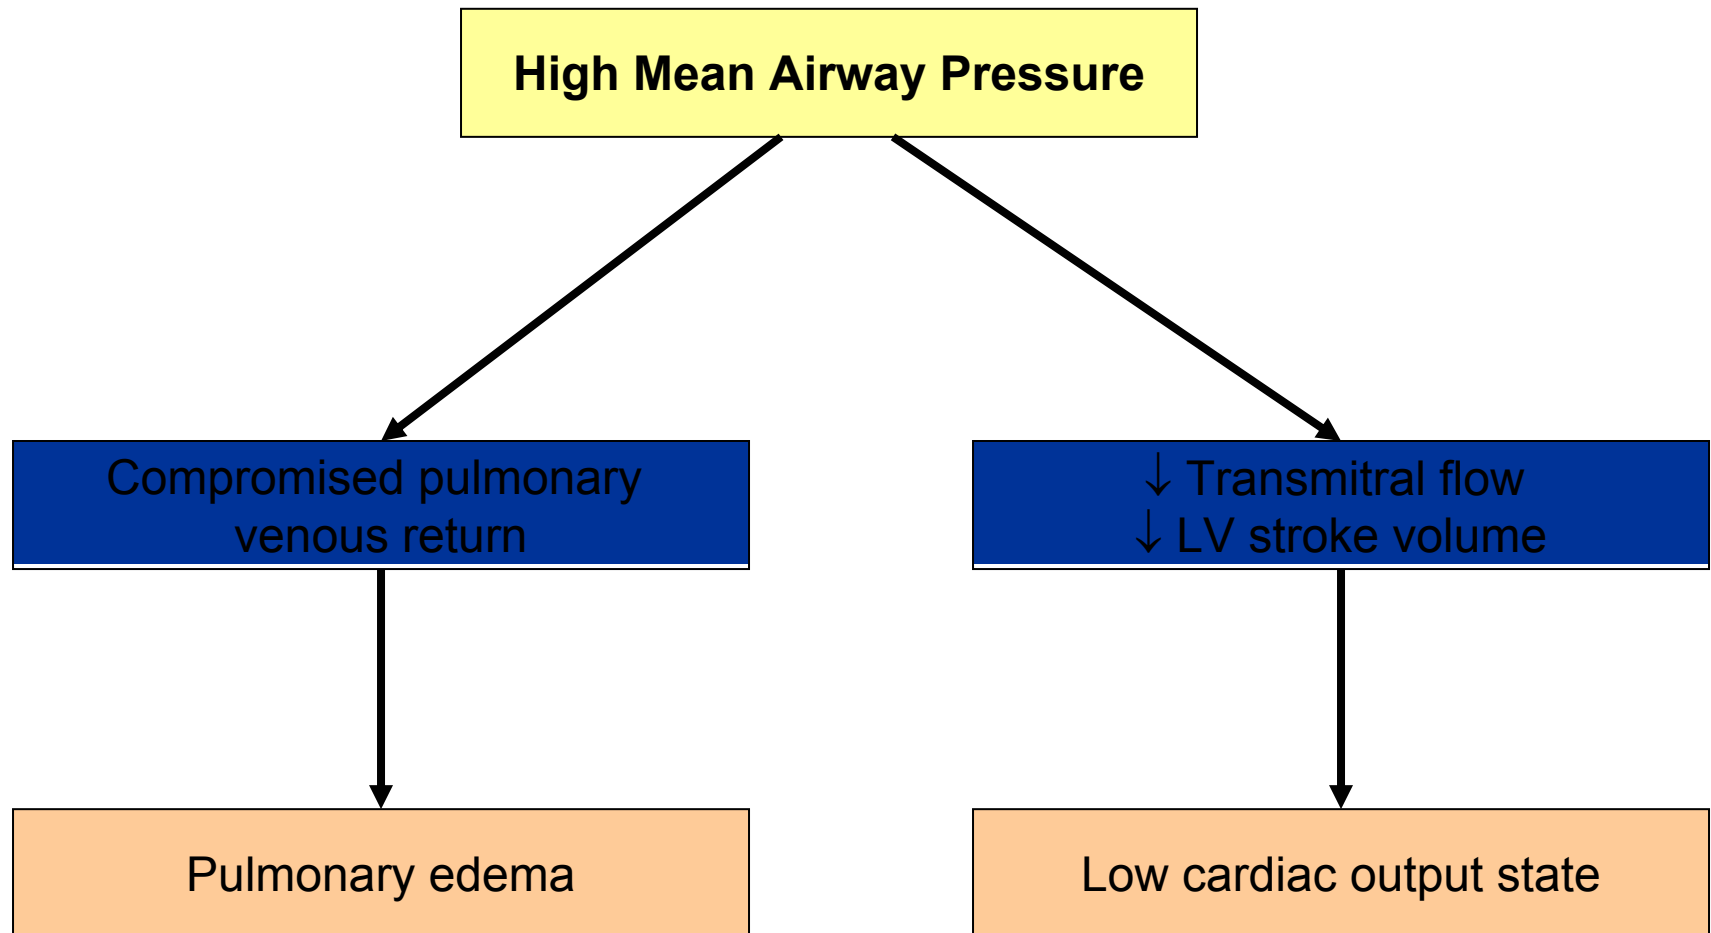 High Mean Airway Pressure
Compromised pulmonary
venous return
↓ Transmitral flow
↓ LV stroke volume
Pulmonary edema
Low cardiac output state